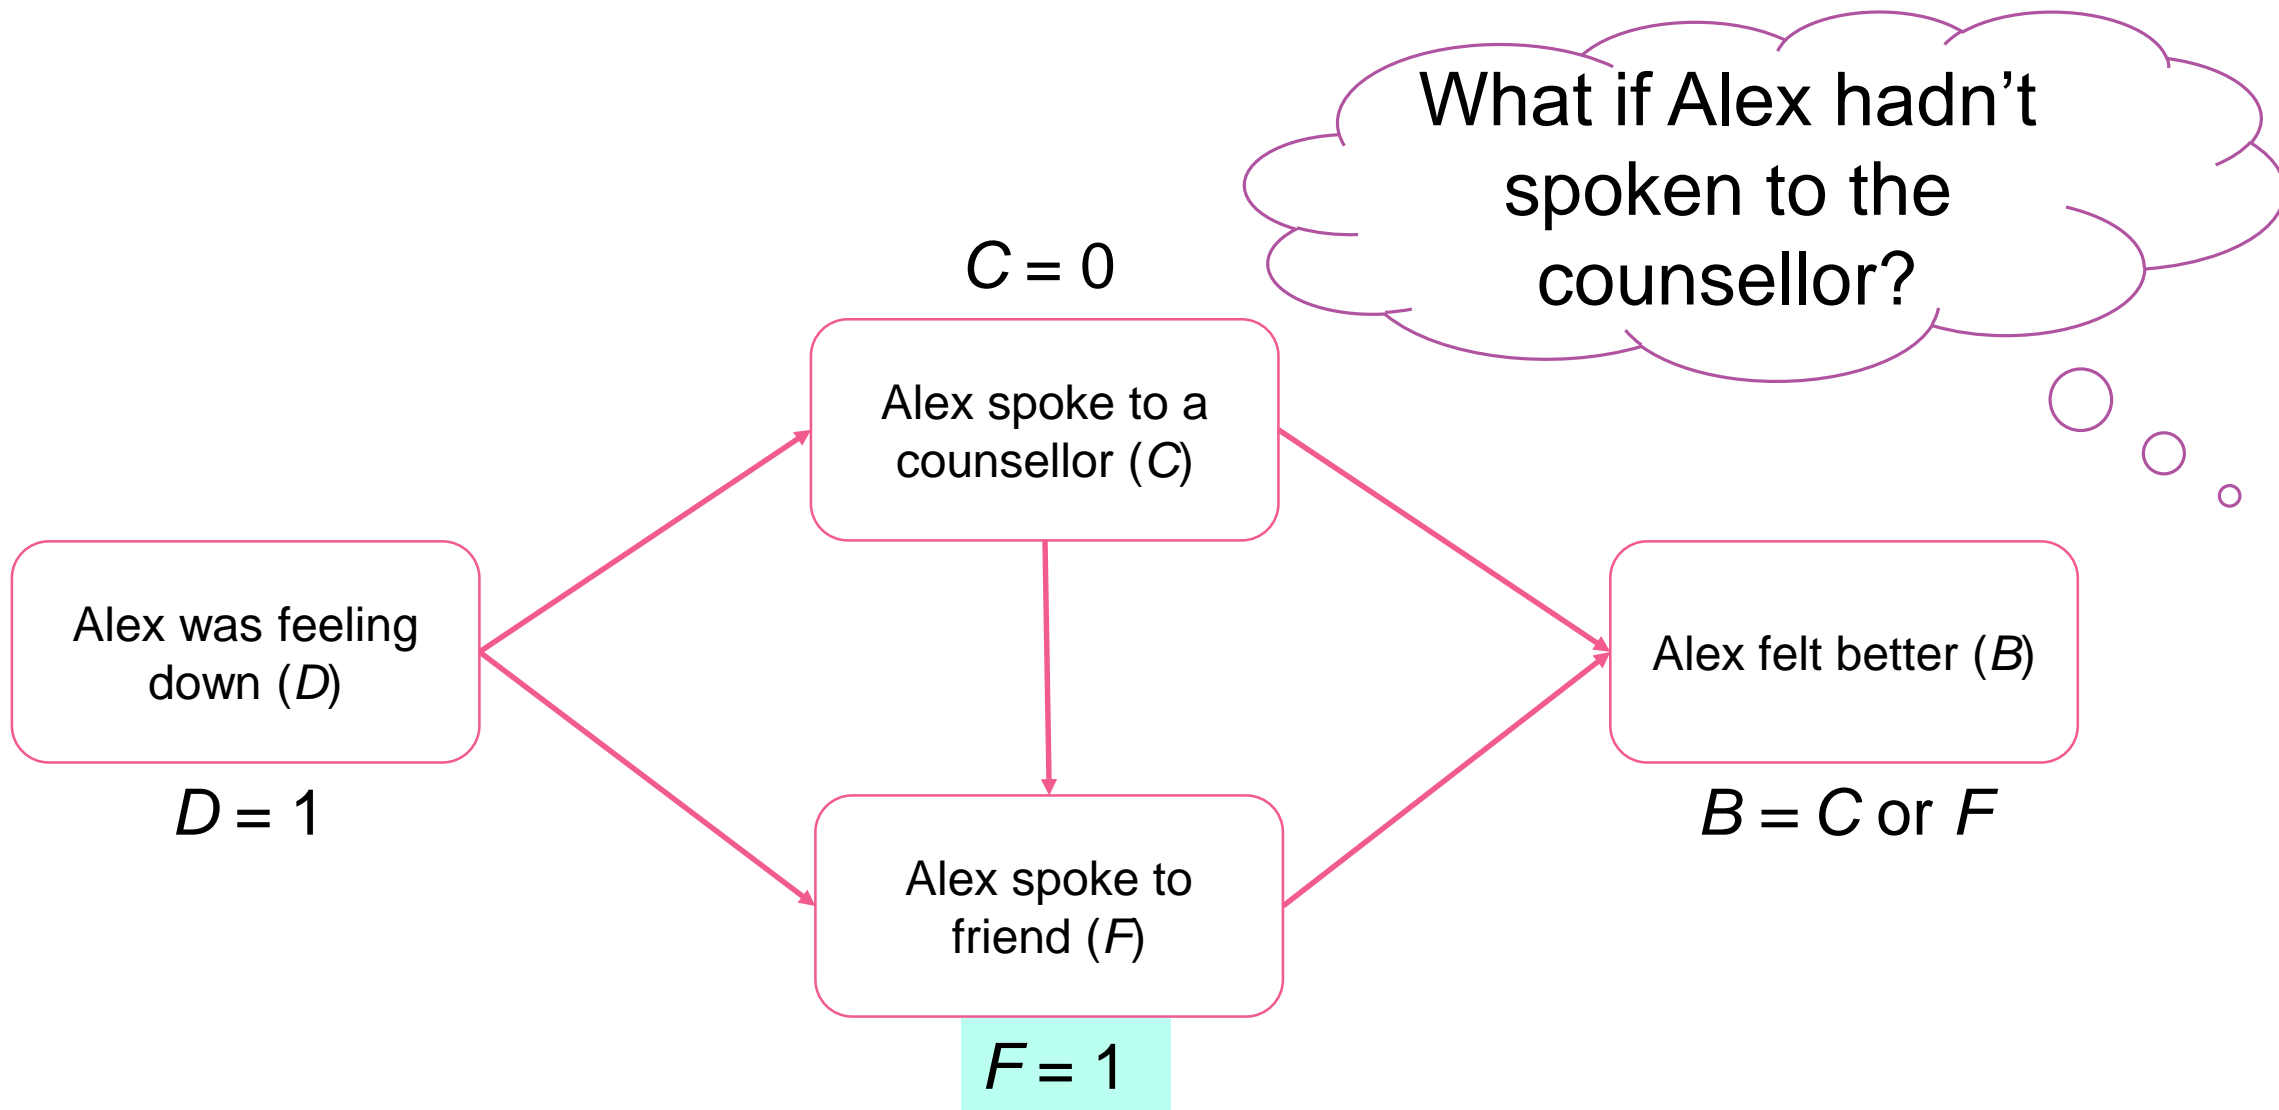 What if Alex hadn’t
spoken to the
counsellor?
C = 0
Alex spoke to a
counsellor (C)
Alex was feeling
down (D)
D = 1
Alex felt better (B)
B = C or F
Alex spoke to
friend (F)
F = 1